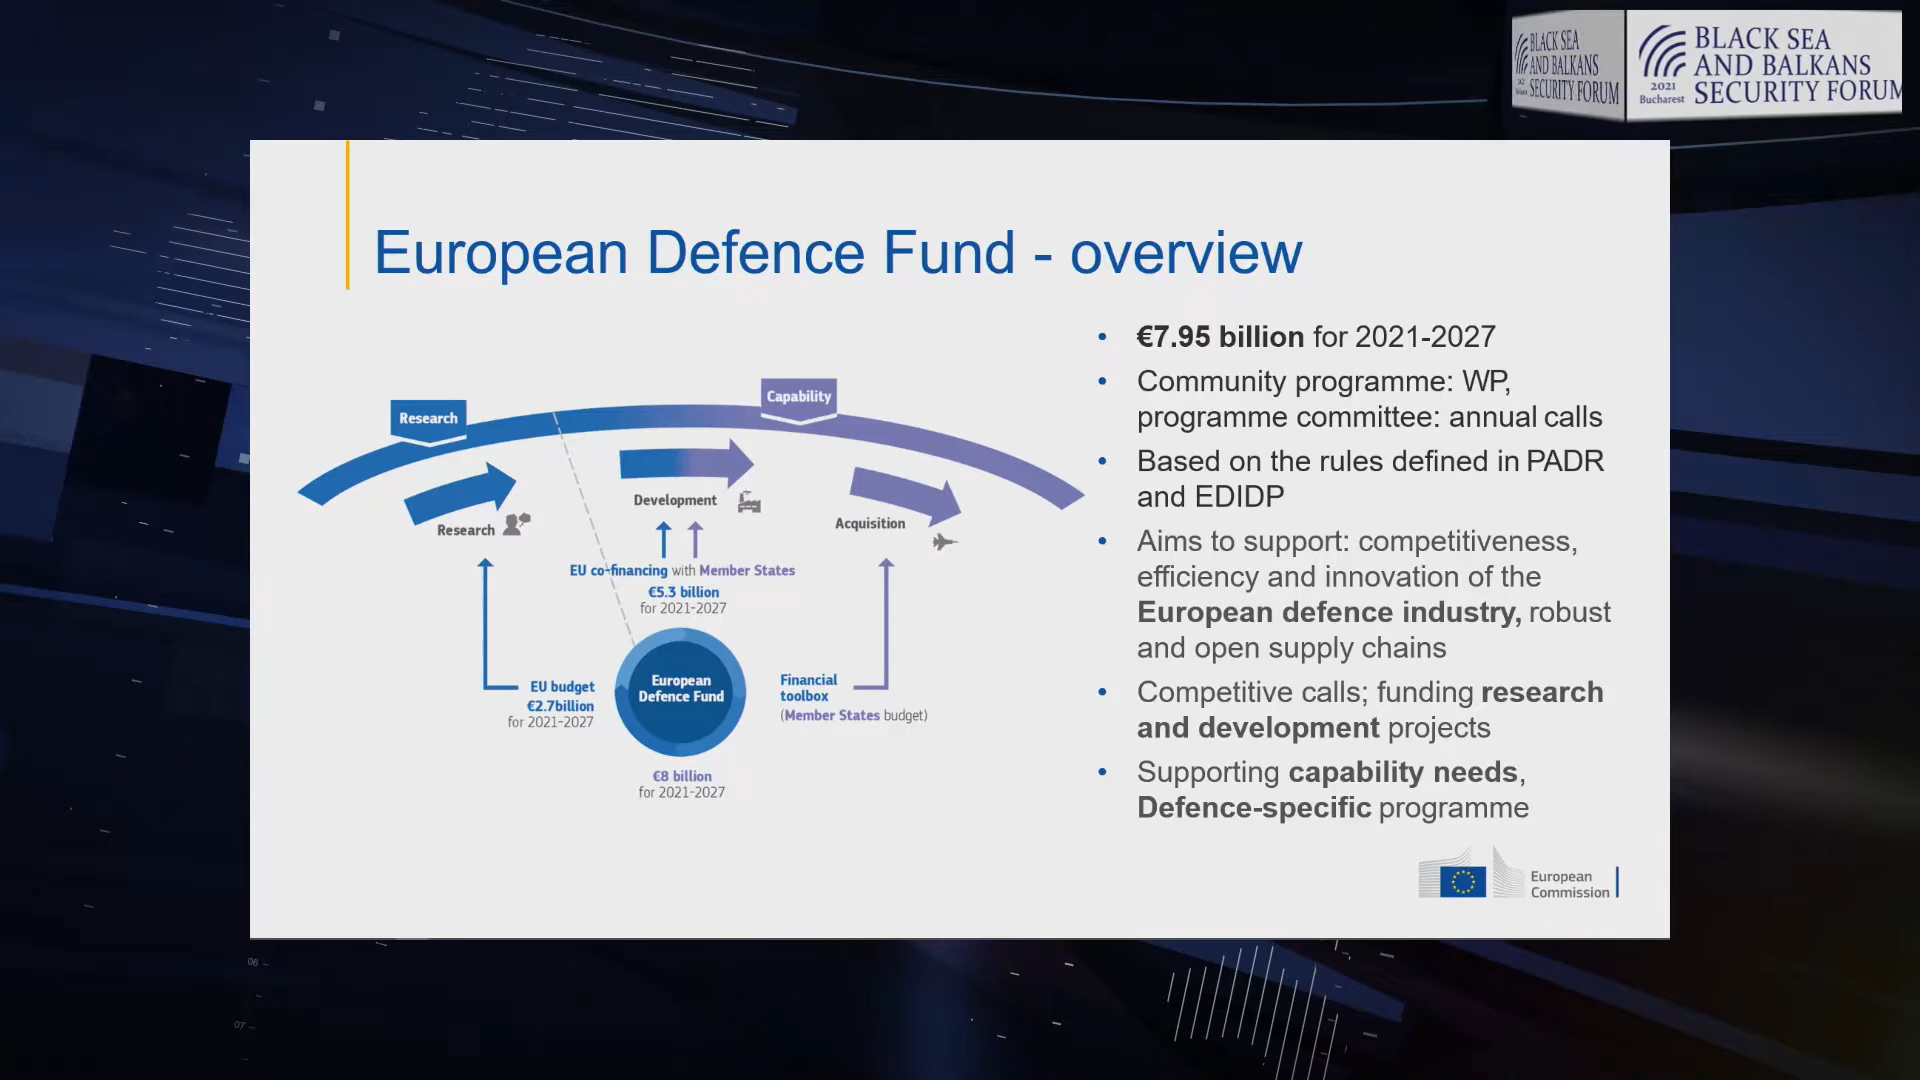 BLACK SEA
AND BALKANS
SECURITY FORUM
BLACK SEA
AND BALKANS
2021
Bucharest
SECURITY FORUM
European Defence Fund - overview
Research
Capability
Research
Development
Acquisition
EU co-financing with Member States
€5.3 billion
for 2021-2027
EU budget
€2.7billion
for 2021-2027
European
Defence Fund
Financial
toolbox
(Member States budget)
€8 billion
for 2021-2027
• €7.95 billion for 2021-2027
• Community programme: WP,
programme committee: annual calls
• Based on the rules defined in PADR
and EDIDP
• Aims to support: competitiveness,
efficiency and innovation of the
European defence industry, robust
and open supply chains
• Competitive calls; funding research
and development projects
• Supporting capability needs,
Defence-specific programme
European
Commission
06
07